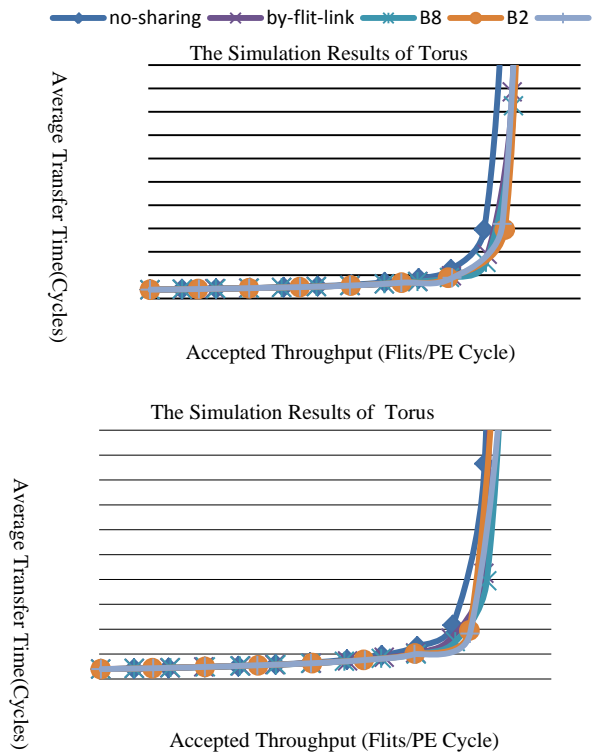 no-sharing by-flit-link B8 B2
The Simulation Results of Torus
Average Transfer Time(Cycles)
Accepted Throughput (Flits/PE Cycle)
The Simulation Results of Torus
Average Transfer Time(Cycles)
Accepted Throughput (Flits/PE Cycle)